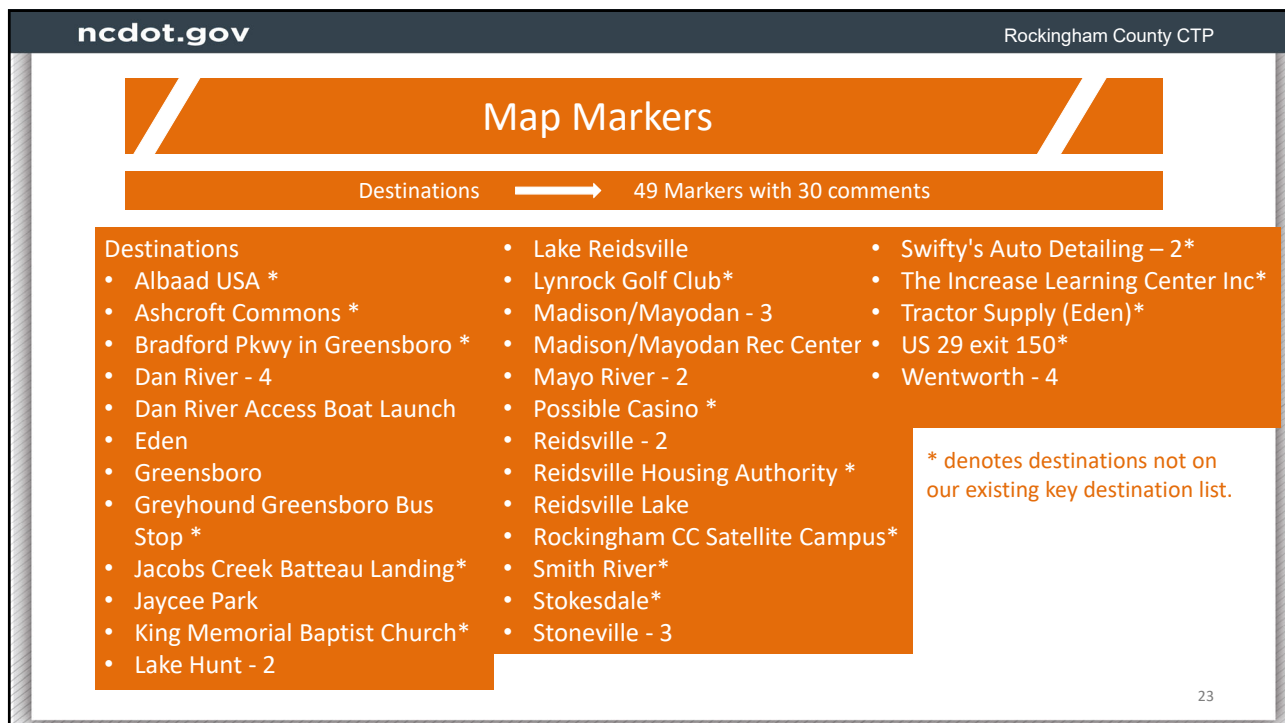 ncdot.gov
Rockingham County CTP
Map Markers
Destinations
49 Markers with 30 comments
Destinations
• Albaad USA *
• Ashcroft Commons *
• Bradford Pkwy in Greensboro *
• Dan River - 4
• Dan River Access Boat Launch
• Eden
• Greensboro
• Greyhound Greensboro Bus
Stop *
• Jacobs Creek Batteau Landing*
• Jaycee Park
• King Memorial Baptist Church*
• Lake Hunt - 2
• Lake Reidsville
• Lynrock Golf Club*
• Madison/Mayodan - 3
• Madison/Mayodan Rec Center
• Mayo River - 2
• Possible Casino *
• Reidsville - 2
• Reidsville Housing Authority *
• Reidsville Lake
• Rockingham CC Satellite Campus*
• Smith River*
• Stokesdale*
• Stoneville - 3
• Swifty's Auto Detailing – 2*
• The Increase Learning Center Inc*
• Tractor Supply (Eden)*
• US 29 exit 150*
• Wentworth - 4
* denotes destinations not on
our existing key destination list.
23